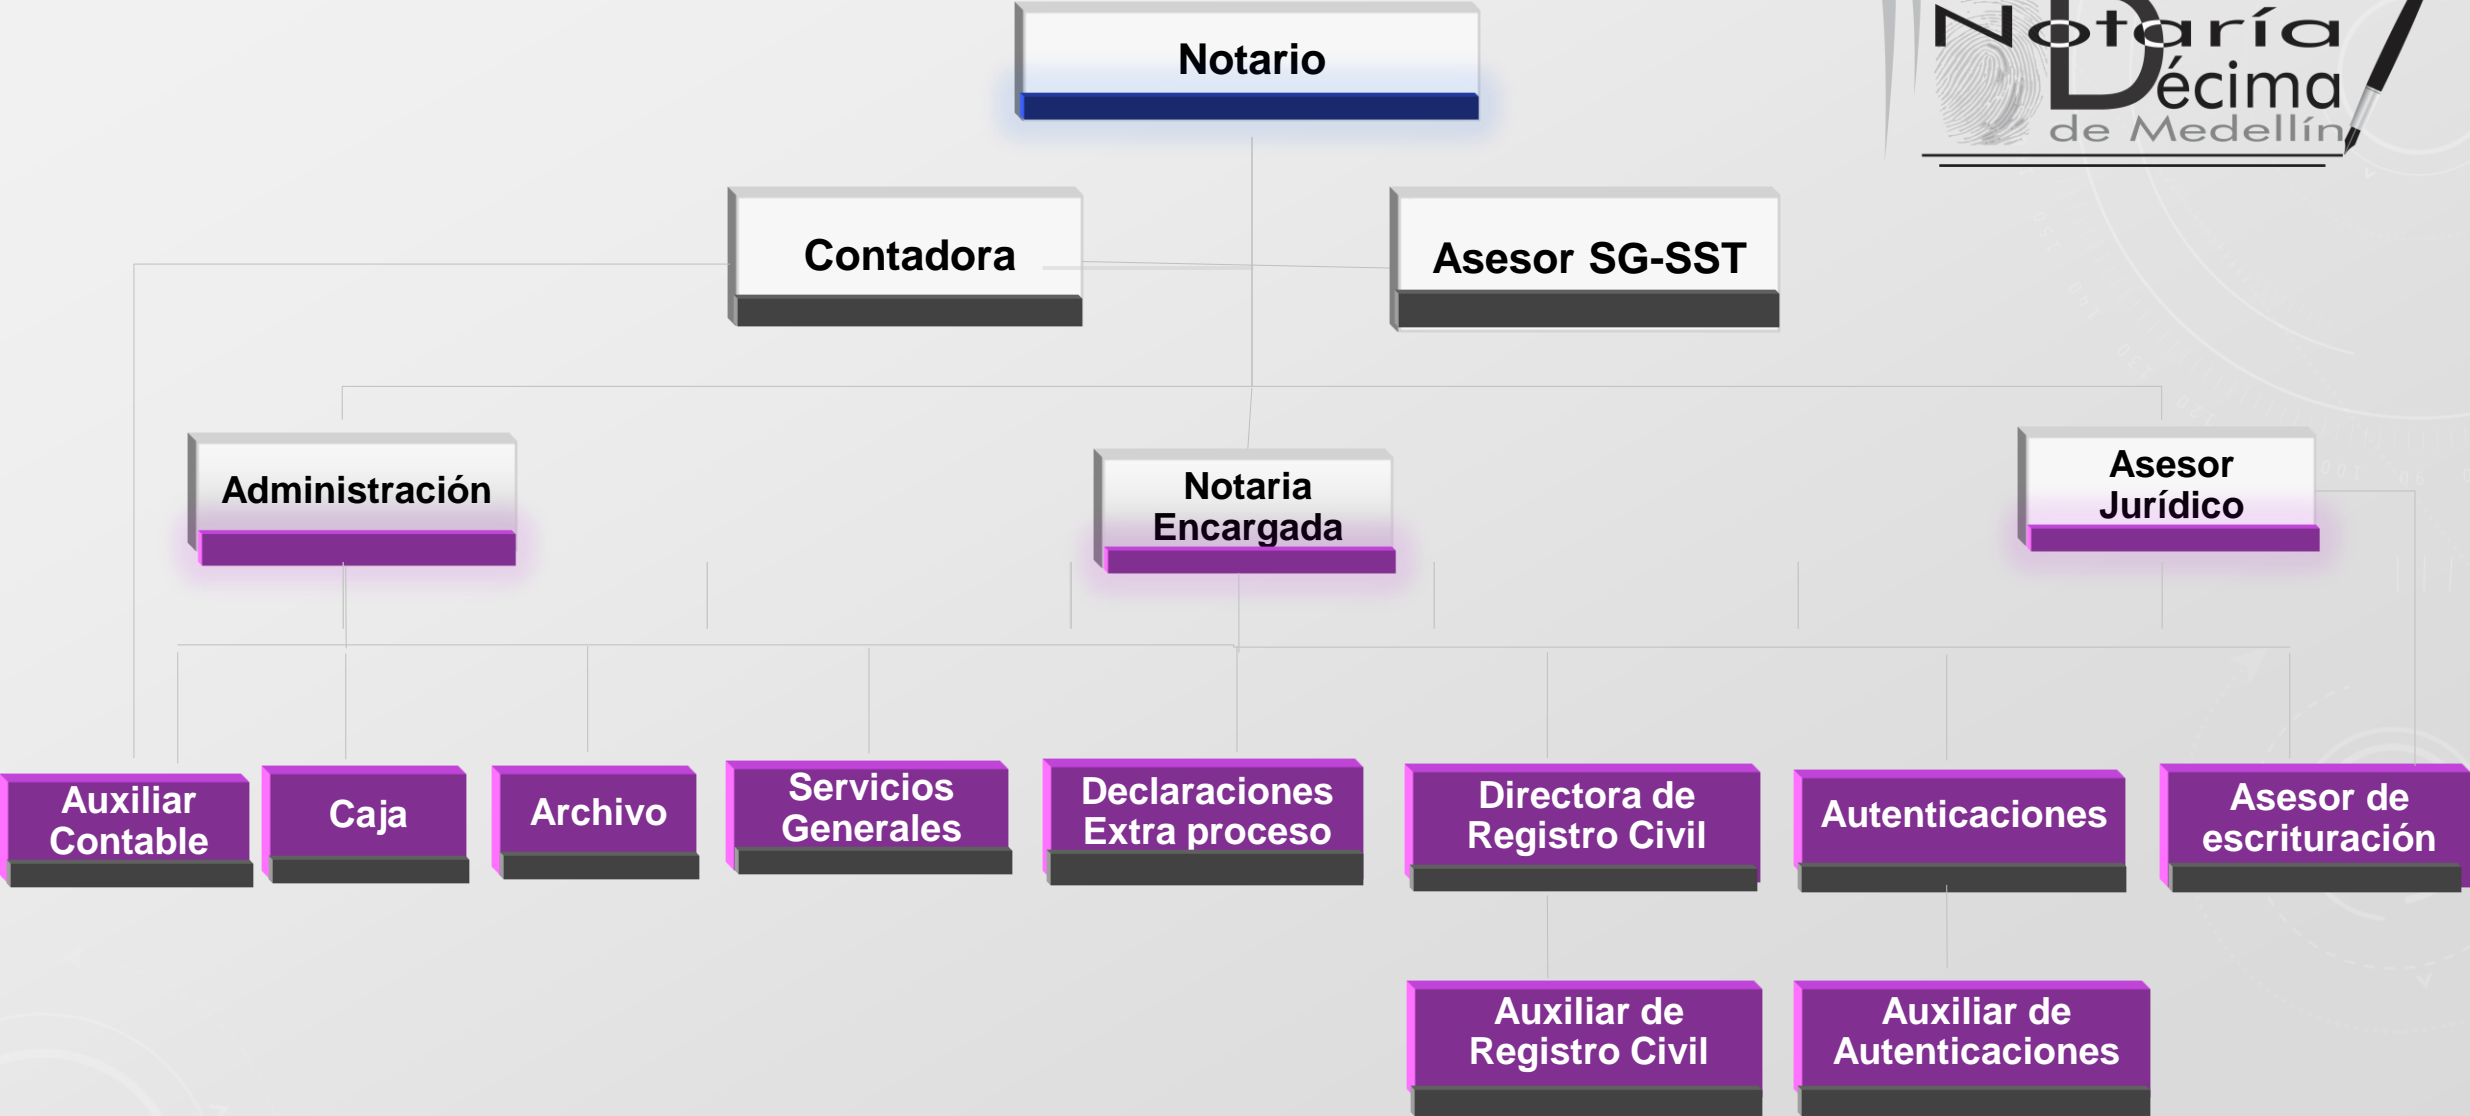 Notario
Notaría
Décima
de Medellín
Contadora
Asesor SG-SST
Administración
Notaria
Encargada
Asesor
Jurídico
Auxiliar
Contable
Caja
Archivo
Servicios
Generales
Declaraciones
Extra proceso
Directora de
Registro Civil
Autenticaciones
Asesor de
escrituración
Auxiliar de
Registro Civil
Auxiliar de
Autenticaciones